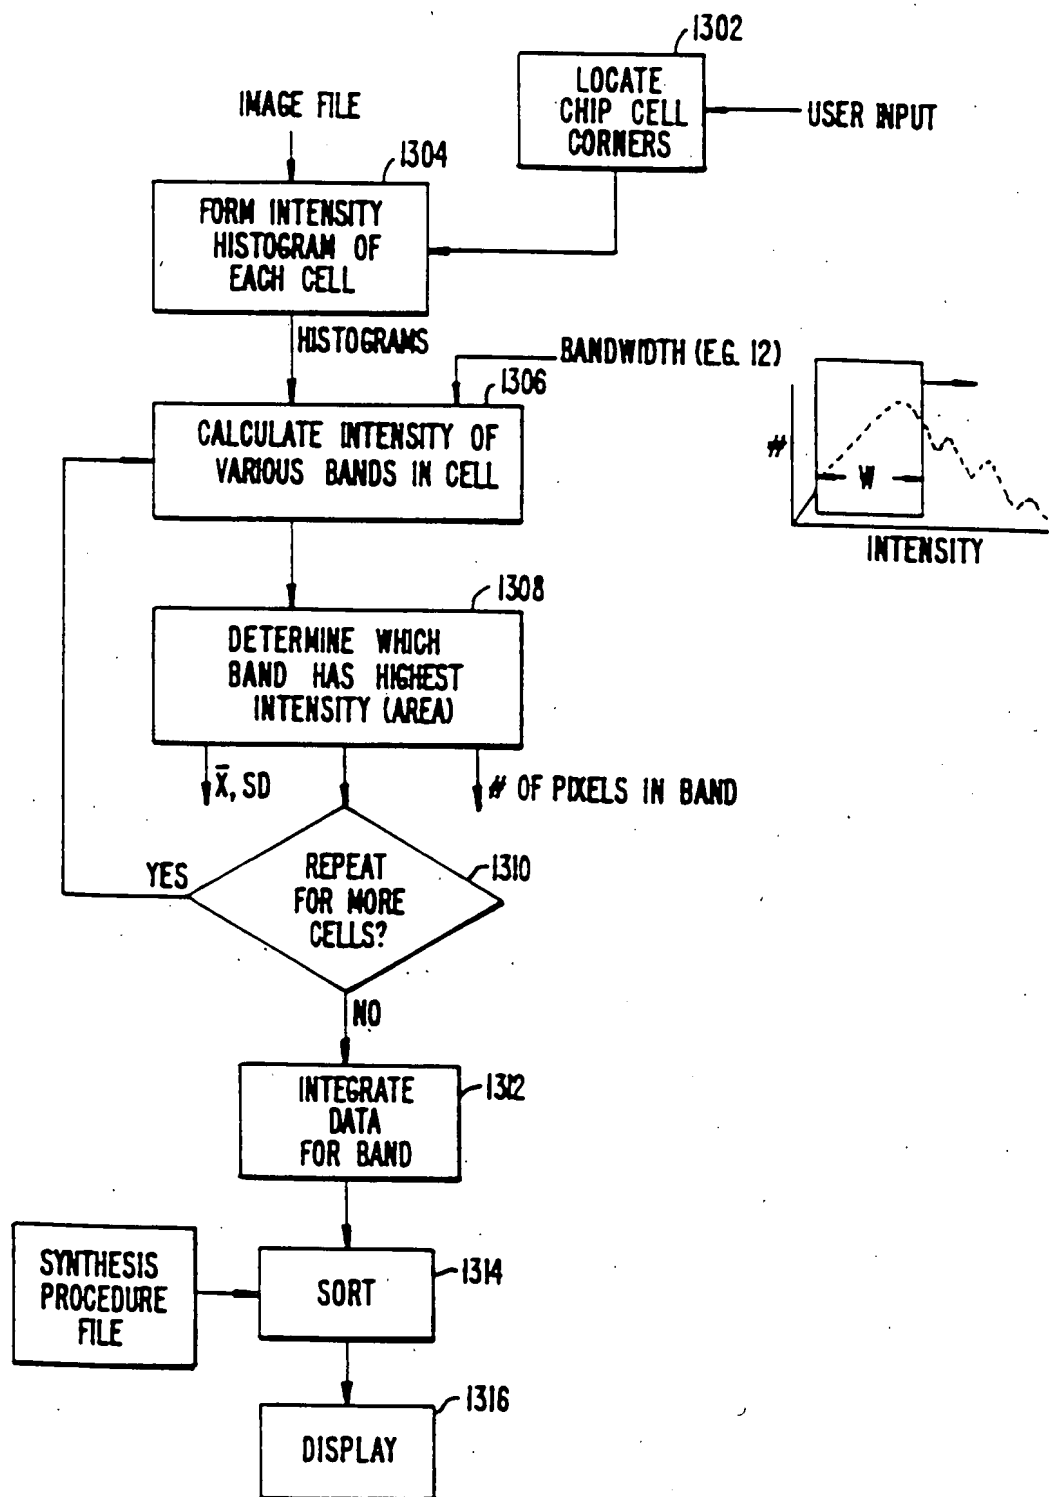 1302
LOCATE
CHIP CELL
CORNERS
USER INPUT
IMAGE FILE
1304
FORM INTENSITY
HISTOGRAM OF
EACH CELL
HISTOGRAMS
BANDWIDTH (E.G. 12)
1306
CALCULATE INTENSITY OF
VARIOUS BANDS IN CELL
#
W
INTENSITY
1308
DETERMINE WHICH
BAND HAS HIGHEST
INTENSITY (AREA)
X̄, SD
# OF PIXELS IN BAND
YES
REPEAT
FOR MORE
CELLS?
1310
NO
INTEGRATE
DATA
FOR BAND
1312
SYNTHESIS
PROCEDURE
FILE
SORT
1314
1316
DISPLAY